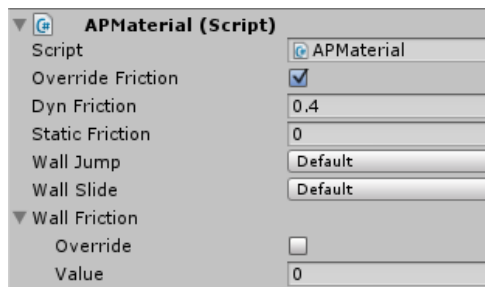 APMaterial (Script)
Script APMaterial
Override Friction
Dyn Friction 0.4
Static Friction 0
Wall Jump Default
Wall Slide Default
Wall Friction
Override
Value 0